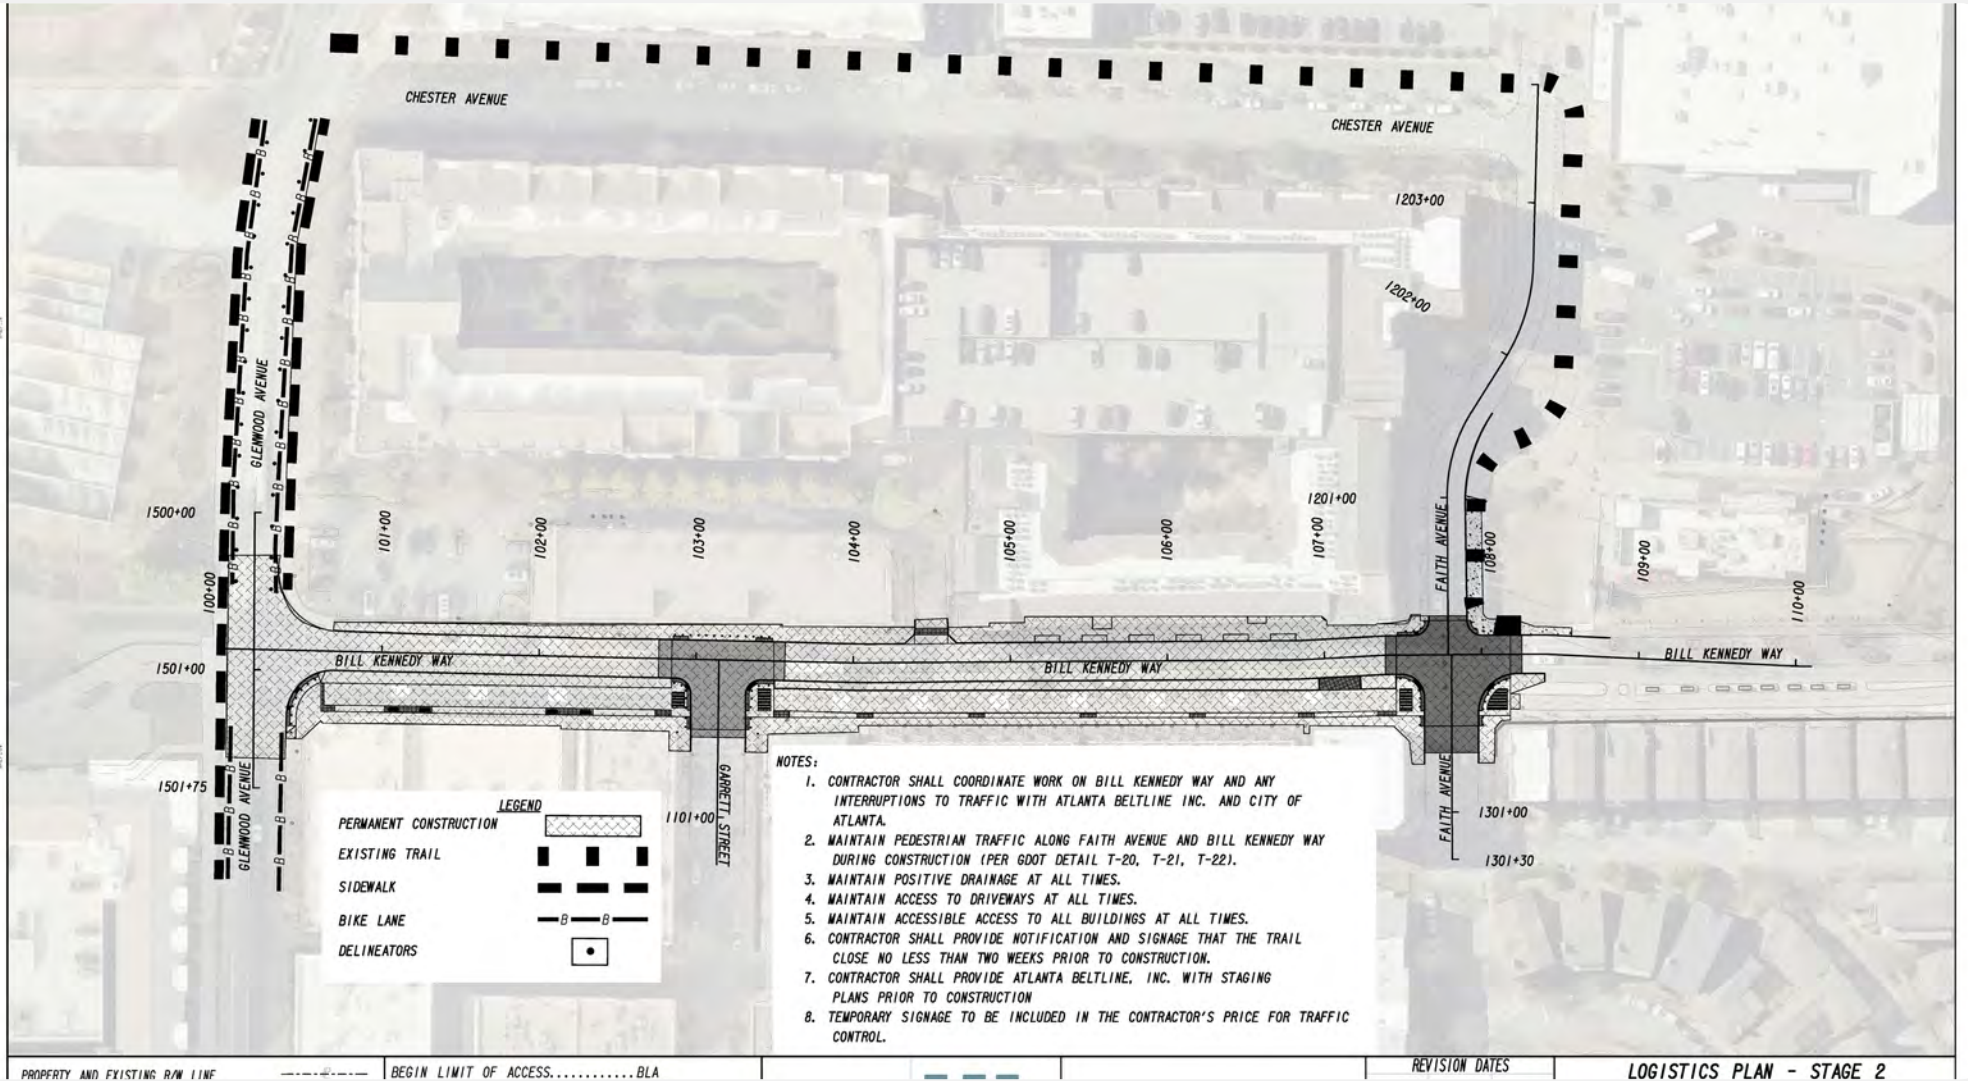 CHESTER AVENUE
CHESTER AVENUE
1203+00
1202+00
GLENWOOD AVENUE
1500+00
101+00
102+00
103+00
104+00
105+00
106+00
1201+00
107+00
FAITH AVENUE
108+00
109+00
110+00
100+00
1501+00
BILL KENNEDY WAY
BILL KENNEDY WAY
BILL KENNEDY WAY
1501+75
GLENWOOD AVENUE
GARRETT STREET
1101+00
FAITH AVENUE
1301+00
1301+30
LEGEND
PERMANENT CONSTRUCTION
EXISTING TRAIL
SIDEWALK
BIKE LANE
B B
DELINEATORS
NOTES:
1. CONTRACTOR SHALL COORDINATE WORK ON BILL KENNEDY WAY AND ANY
INTERRUPTIONS TO TRAFFIC WITH ATLANTA BELTLINE INC. AND CITY OF
ATLANTA.
2. MAINTAIN PEDESTRIAN TRAFFIC ALONG FAITH AVENUE AND BILL KENNEDY WAY
DURING CONSTRUCTION (PER GDOT DETAIL T-20, T-21, T-22).
3. MAINTAIN POSITIVE DRAINAGE AT ALL TIMES.
4. MAINTAIN ACCESS TO DRIVEWAYS AT ALL TIMES.
5. MAINTAIN ACCESSIBLE ACCESS TO ALL BUILDINGS AT ALL TIMES.
6. CONTRACTOR SHALL PROVIDE NOTIFICATION AND SIGNAGE THAT THE TRAIL
CLOSE NO LESS THAN TWO WEEKS PRIOR TO CONSTRUCTION.
7. CONTRACTOR SHALL PROVIDE ATLANTA BELTLINE, INC. WITH STAGING
PLANS PRIOR TO CONSTRUCTION
8. TEMPORARY SIGNAGE TO BE INCLUDED IN THE CONTRACTOR'S PRICE FOR TRAFFIC
CONTROL.
PROPERTY AND EXISTING R/W LINE
BEGIN LIMIT OF ACCESS............BLA
REVISION DATES
LOGISTICS PLAN - STAGE 2